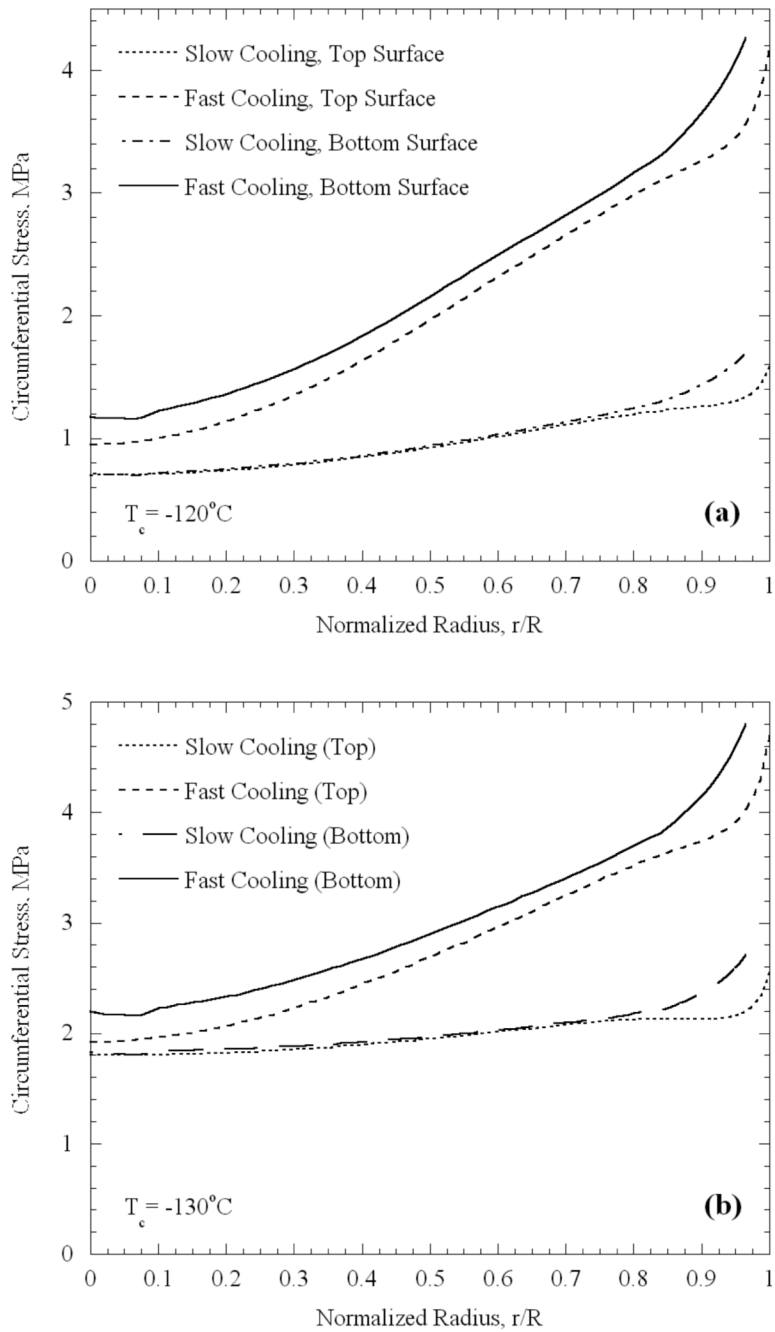 4
3
2
1
0
Circumferential Stress, MPa
Slow Cooling, Top Surface
Fast Cooling, Top Surface
Slow Cooling, Bottom Surface
Fast Cooling, Bottom Surface
T_c = -120°C
(a)
0 0.1 0.2 0.3 0.4 0.5 0.6 0.7 0.8 0.9 1
Normalized Radius, r/R
5
4
3
2
1
0
Circumferential Stress, MPa
Slow Cooling (Top)
Fast Cooling (Top)
Slow Cooling (Bottom)
Fast Cooling (Bottom)
T_c = -130°C
(b)
0 0.1 0.2 0.3 0.4 0.5 0.6 0.7 0.8 0.9 1
Normalized Radius, r/R